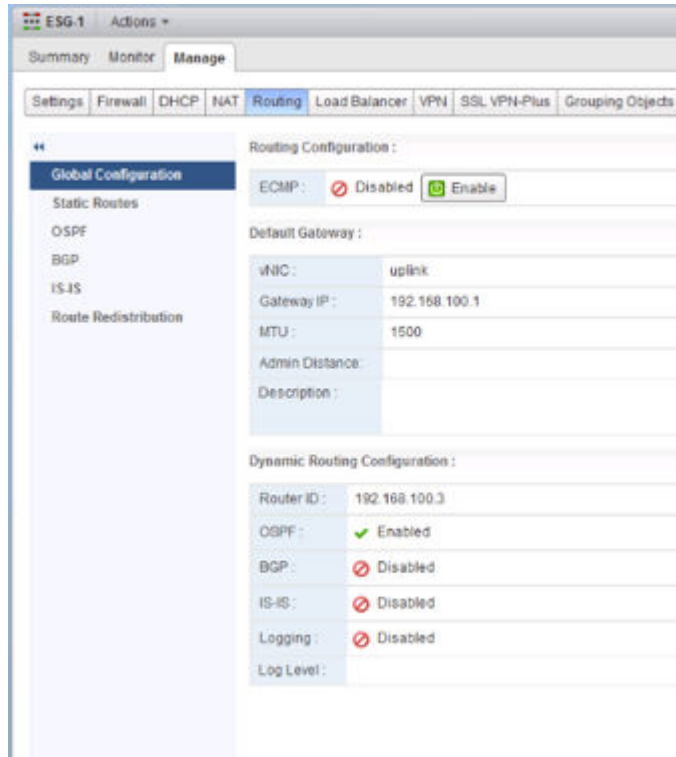 ESG-1 Actions
Summary Monitor Manage
Settings Firewall DHCP NAT Routing Load Balancer VPN SSL VPN-Plus Grouping Objects
Global Configuration
Static Routes
OSPF
BGP
IS-IS
Route Redistribution
Routing Configuration :
ECMP : Disabled Enable
Default Gateway :
vNIC : uplink
Gateway IP : 192.168.100.1
MTU : 1500
Admin Distance:
Description :
Dynamic Routing Configuration :
Router ID : 192.168.100.3
OSPF : Enabled
BGP : Disabled
IS-IS : Disabled
Logging : Disabled
Log Level :